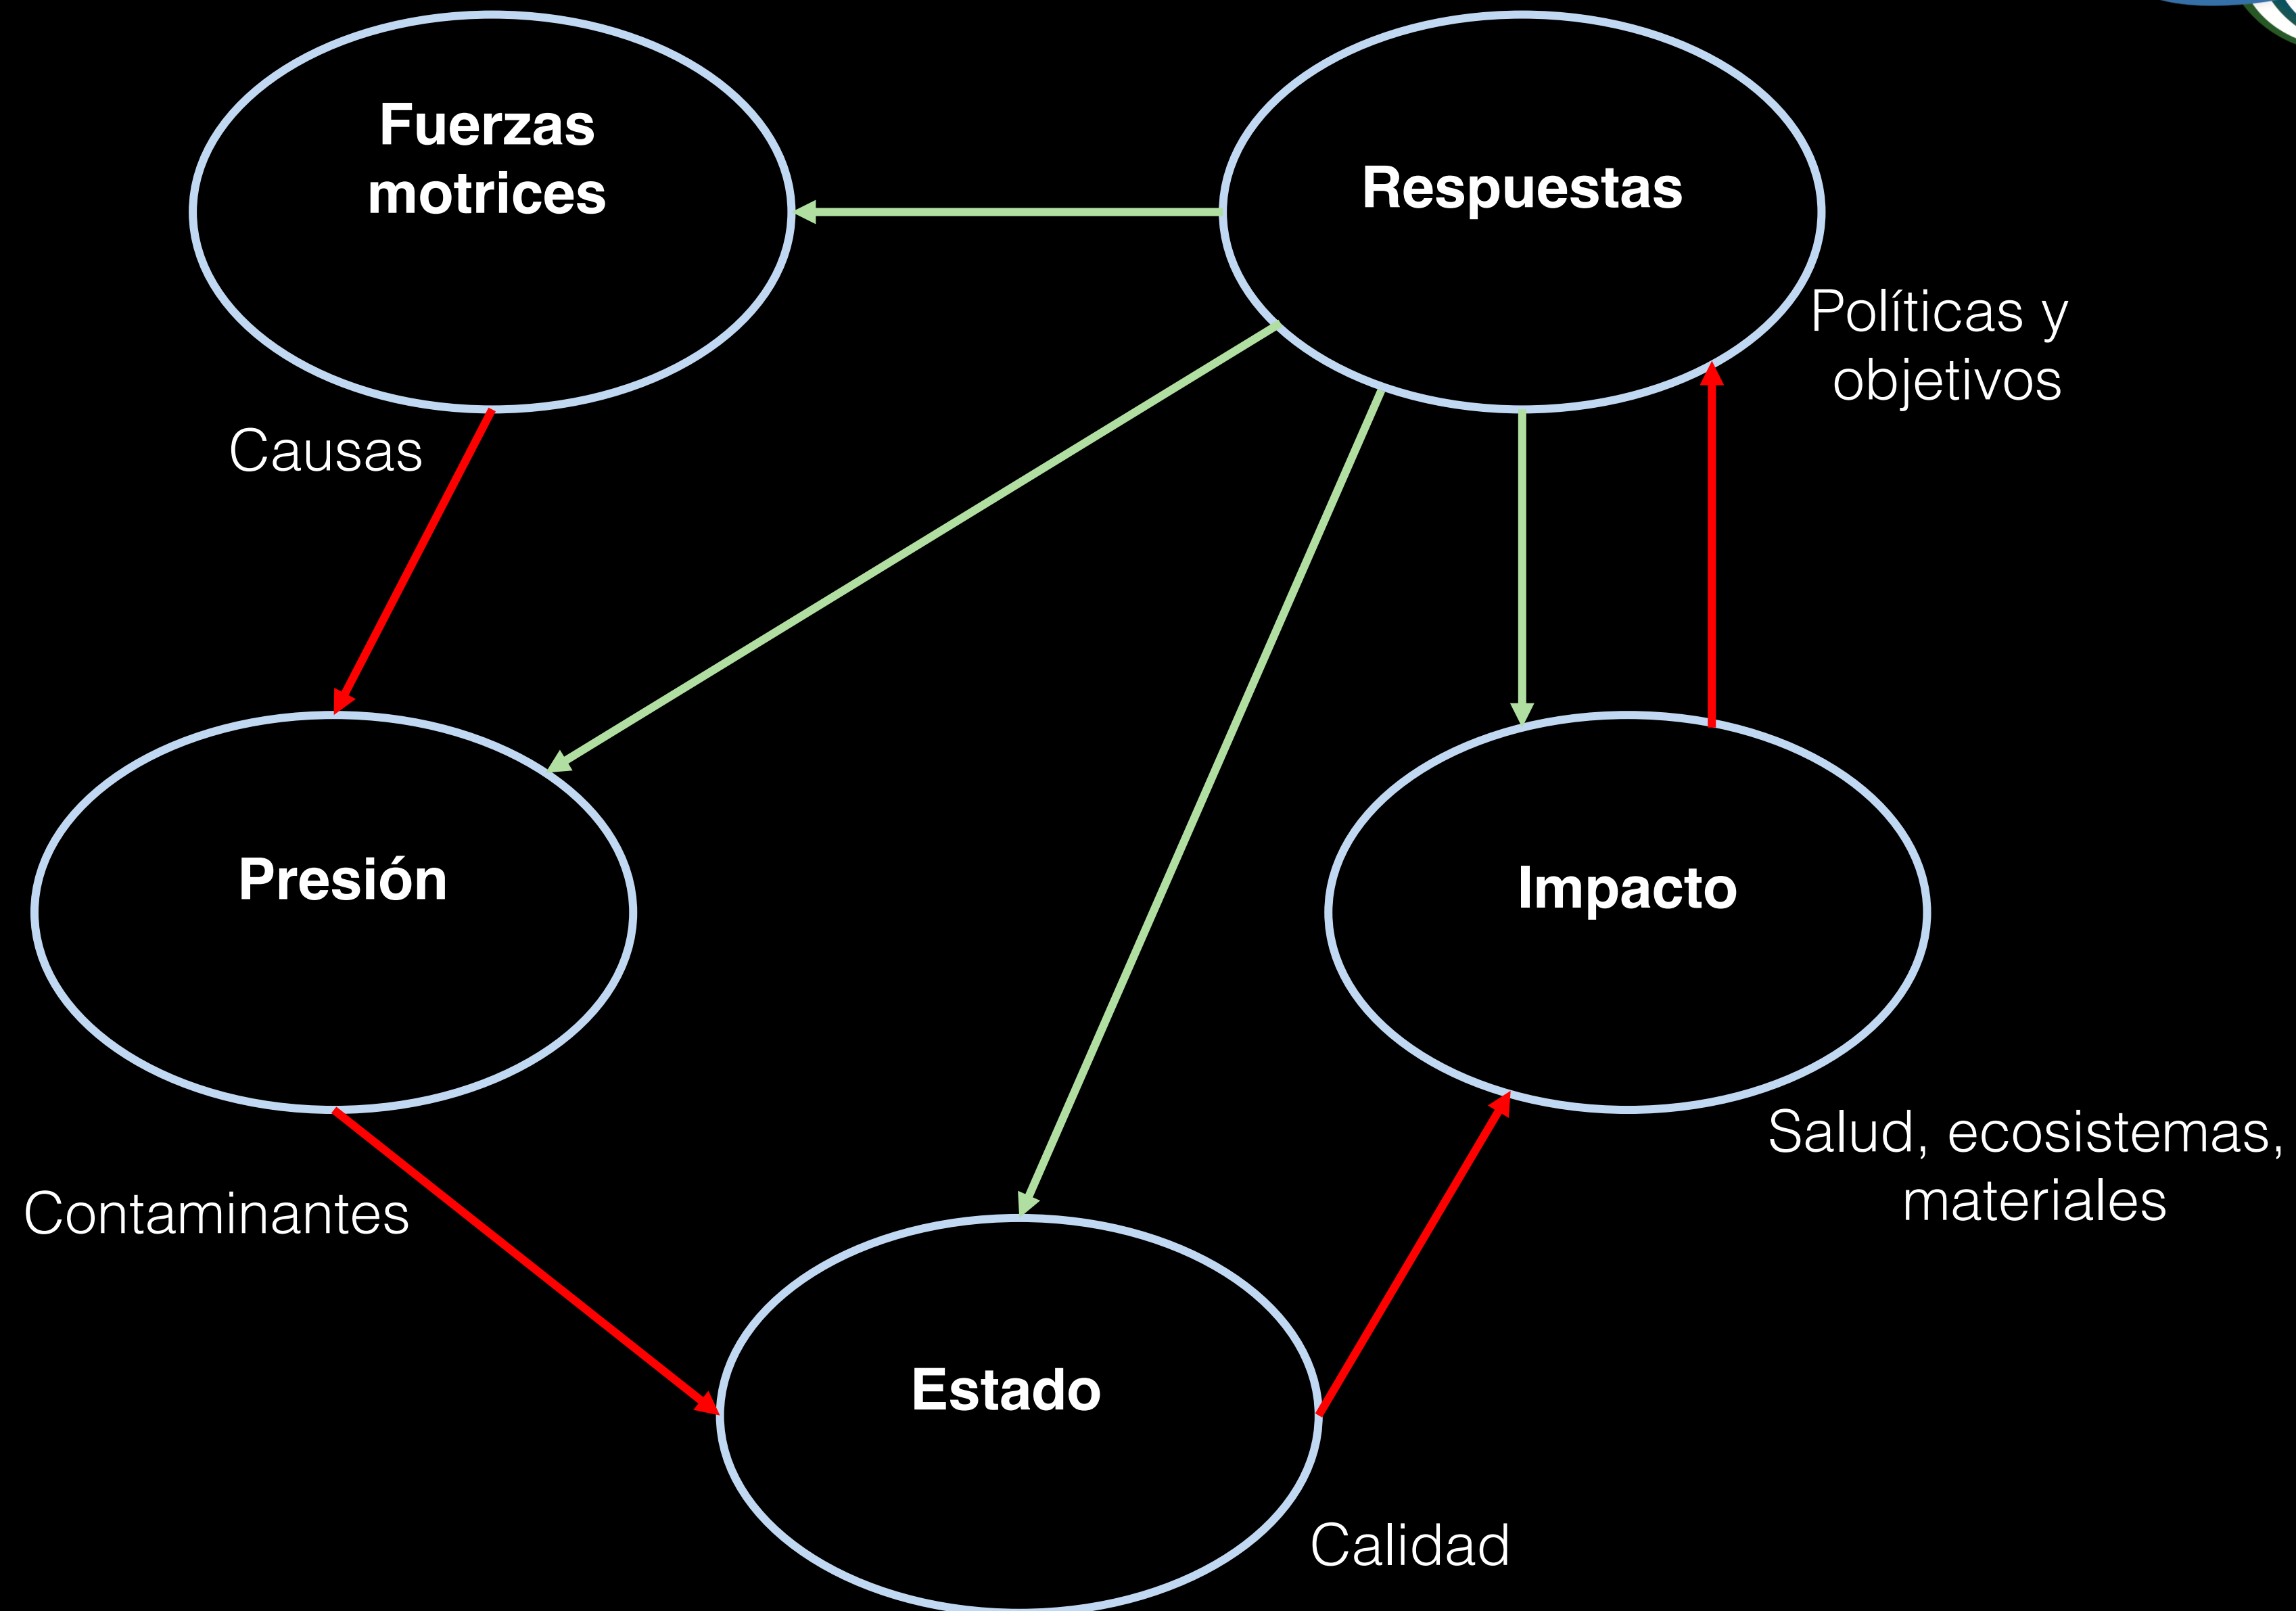 Fuerzas
motrices
Respuestas
Políticas y
objetivos
Causas
Presión
Impacto
Salud, ecosistemas,
materiales
Contaminantes
Estado
Calidad